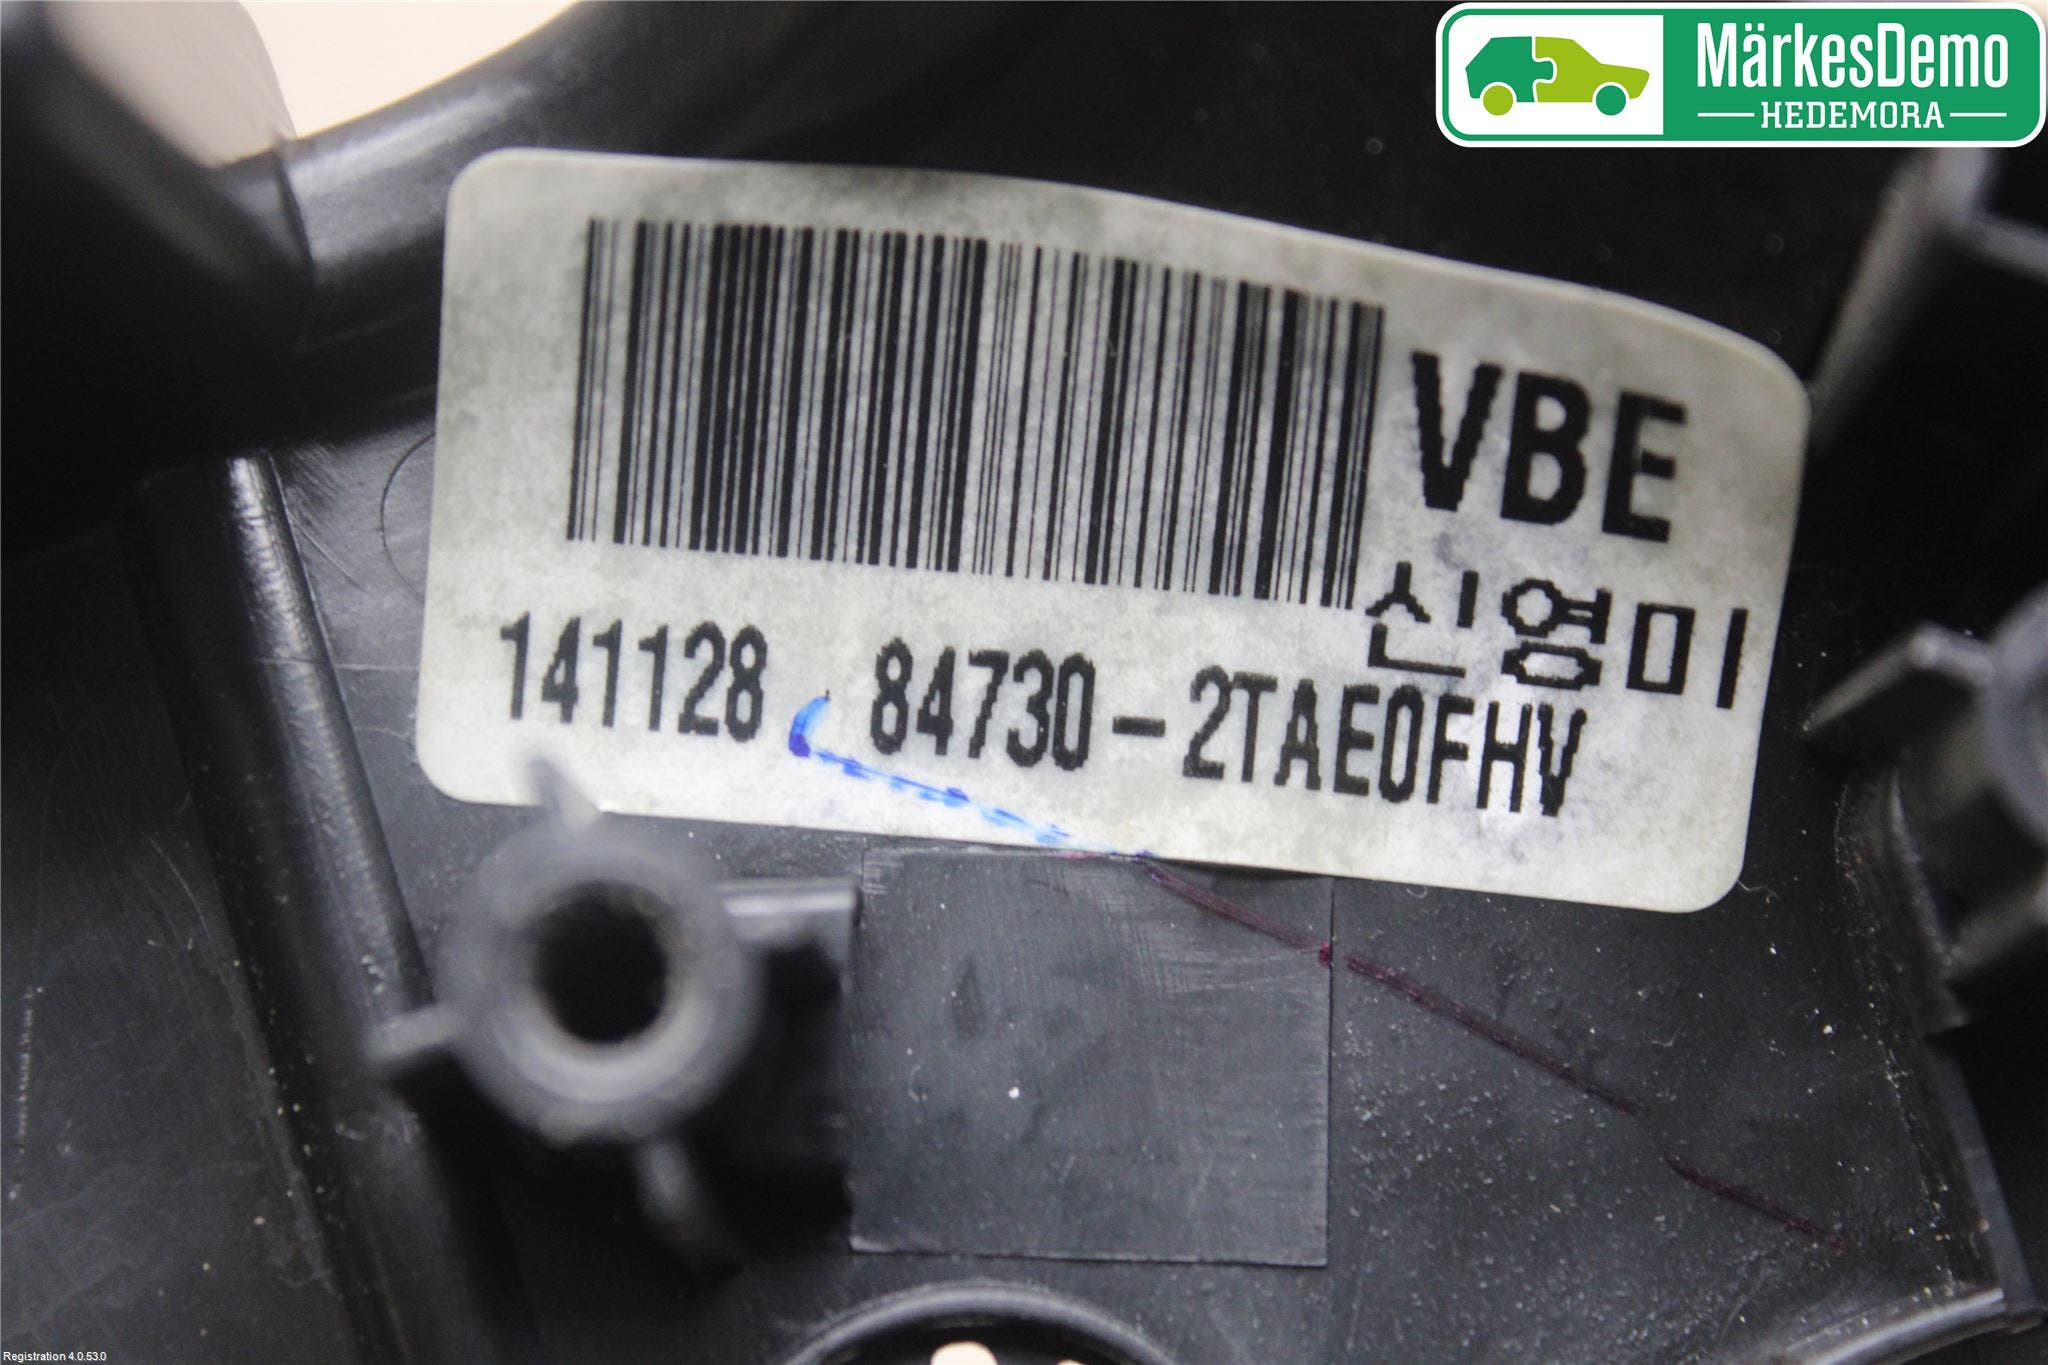 MärkesDemo
HEDEMORA
VBE
신영미
141128 84730-2TAE0FHV
Registration 4.0.53.0